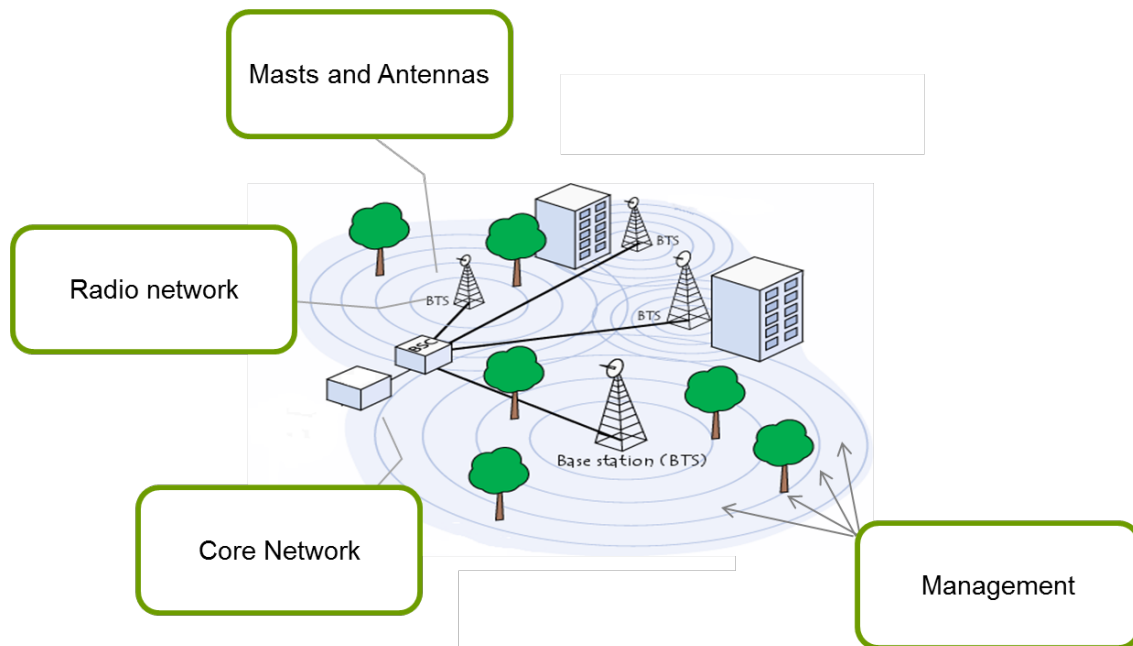 Masts and Antennas
BTS
Radio network
BTS
BTS
BSC
Base station (BTS)
Core Network
Management